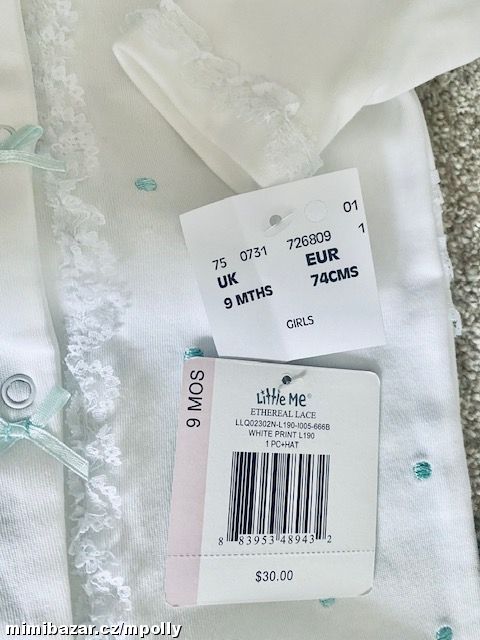 75 0731 726809 01
UK EUR 1
9 MTHS 74CMS
GIRLS
9 MOS
Little Me
ETHEREAL LACE
LLQ02302N-L190-I005-666B
WHITE PRINT L190
1 PC+HAT
8 83953 48943 2
$30.00
mimibazar.cz/mpolly